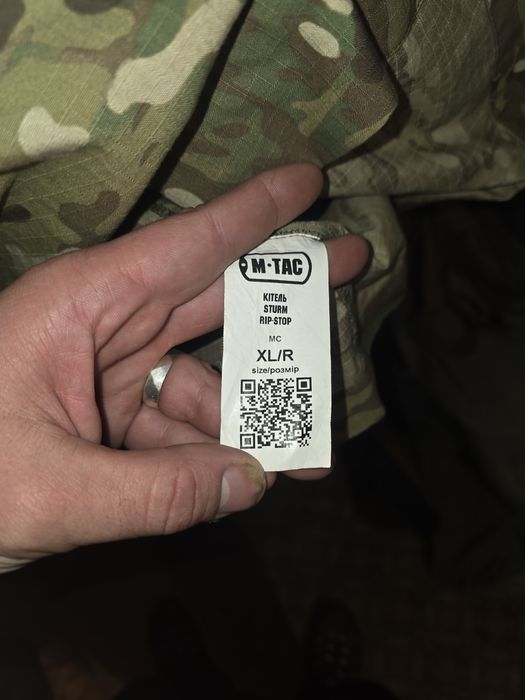 M·TAC
КІТЕЛЬ
STURM
RIP-STOP
MC
XL/R
size/розмір